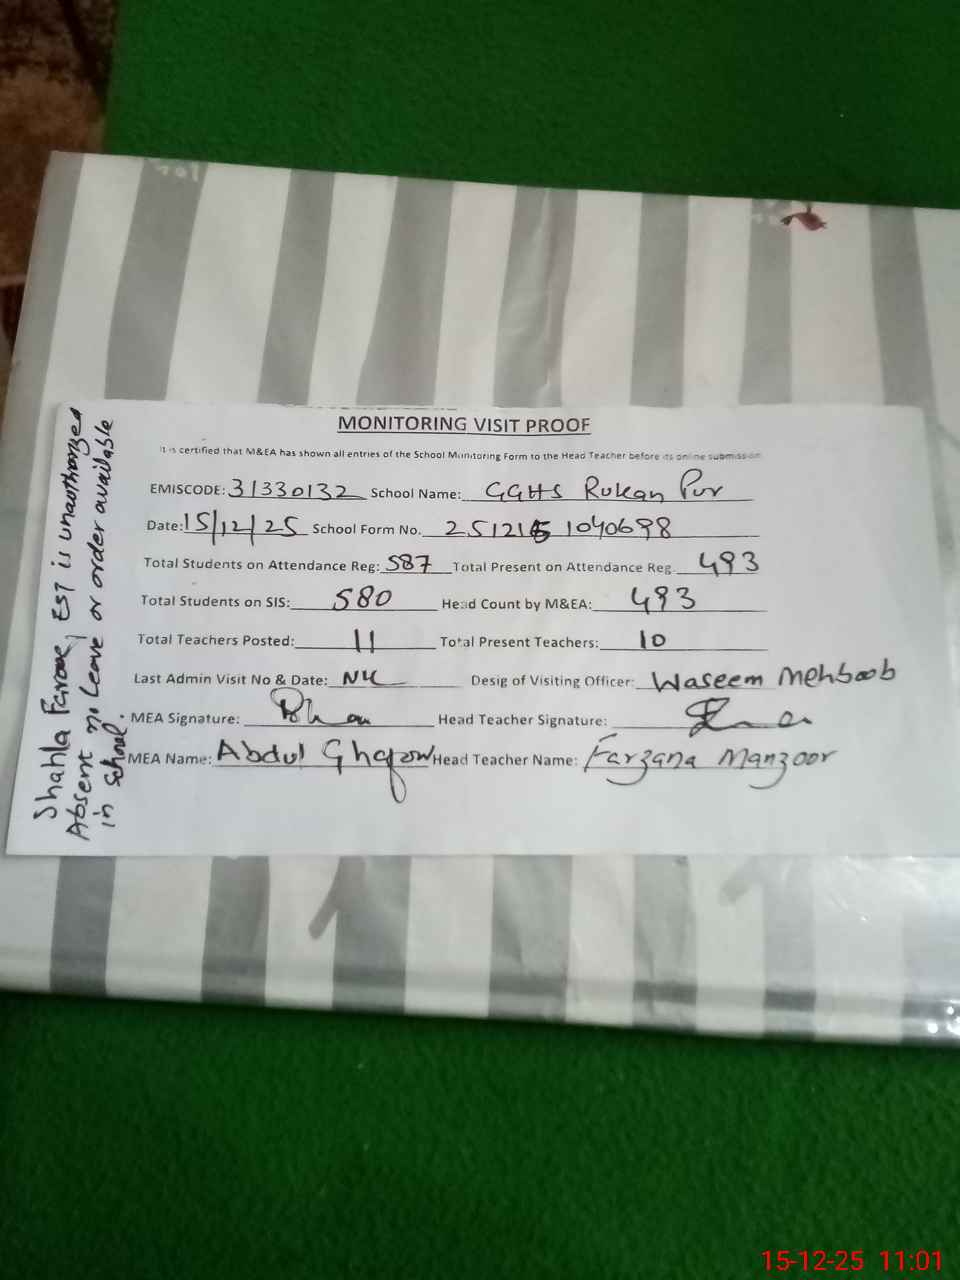 MONITORING VISIT PROOF
It is certified that M&EA has shown all entries of the School Monitoring Form to the Head Teacher before its online submission
EMISCODE: 31330132 School Name: GGHS Rukan Pur
Date: 15/12/25 School Form No. 251215 1040698
Total Students on Attendance Reg: 587 Total Present on Attendance Reg. 493
Total Students on SIS: 580 Head Count by M&EA: 493
Total Teachers Posted: 11 Total Present Teachers: 10
Last Admin Visit No & Date: Desig of Visiting Officer: Waseem Mehboob
MEA Signature: Head Teacher Signature:
MEA Name: Abdul Ghafoor Head Teacher Name: Farzana Manzoor
Shahla Farooq EST is unauthorized
Absent no leave or order available
in school.
15-12-25 11:01